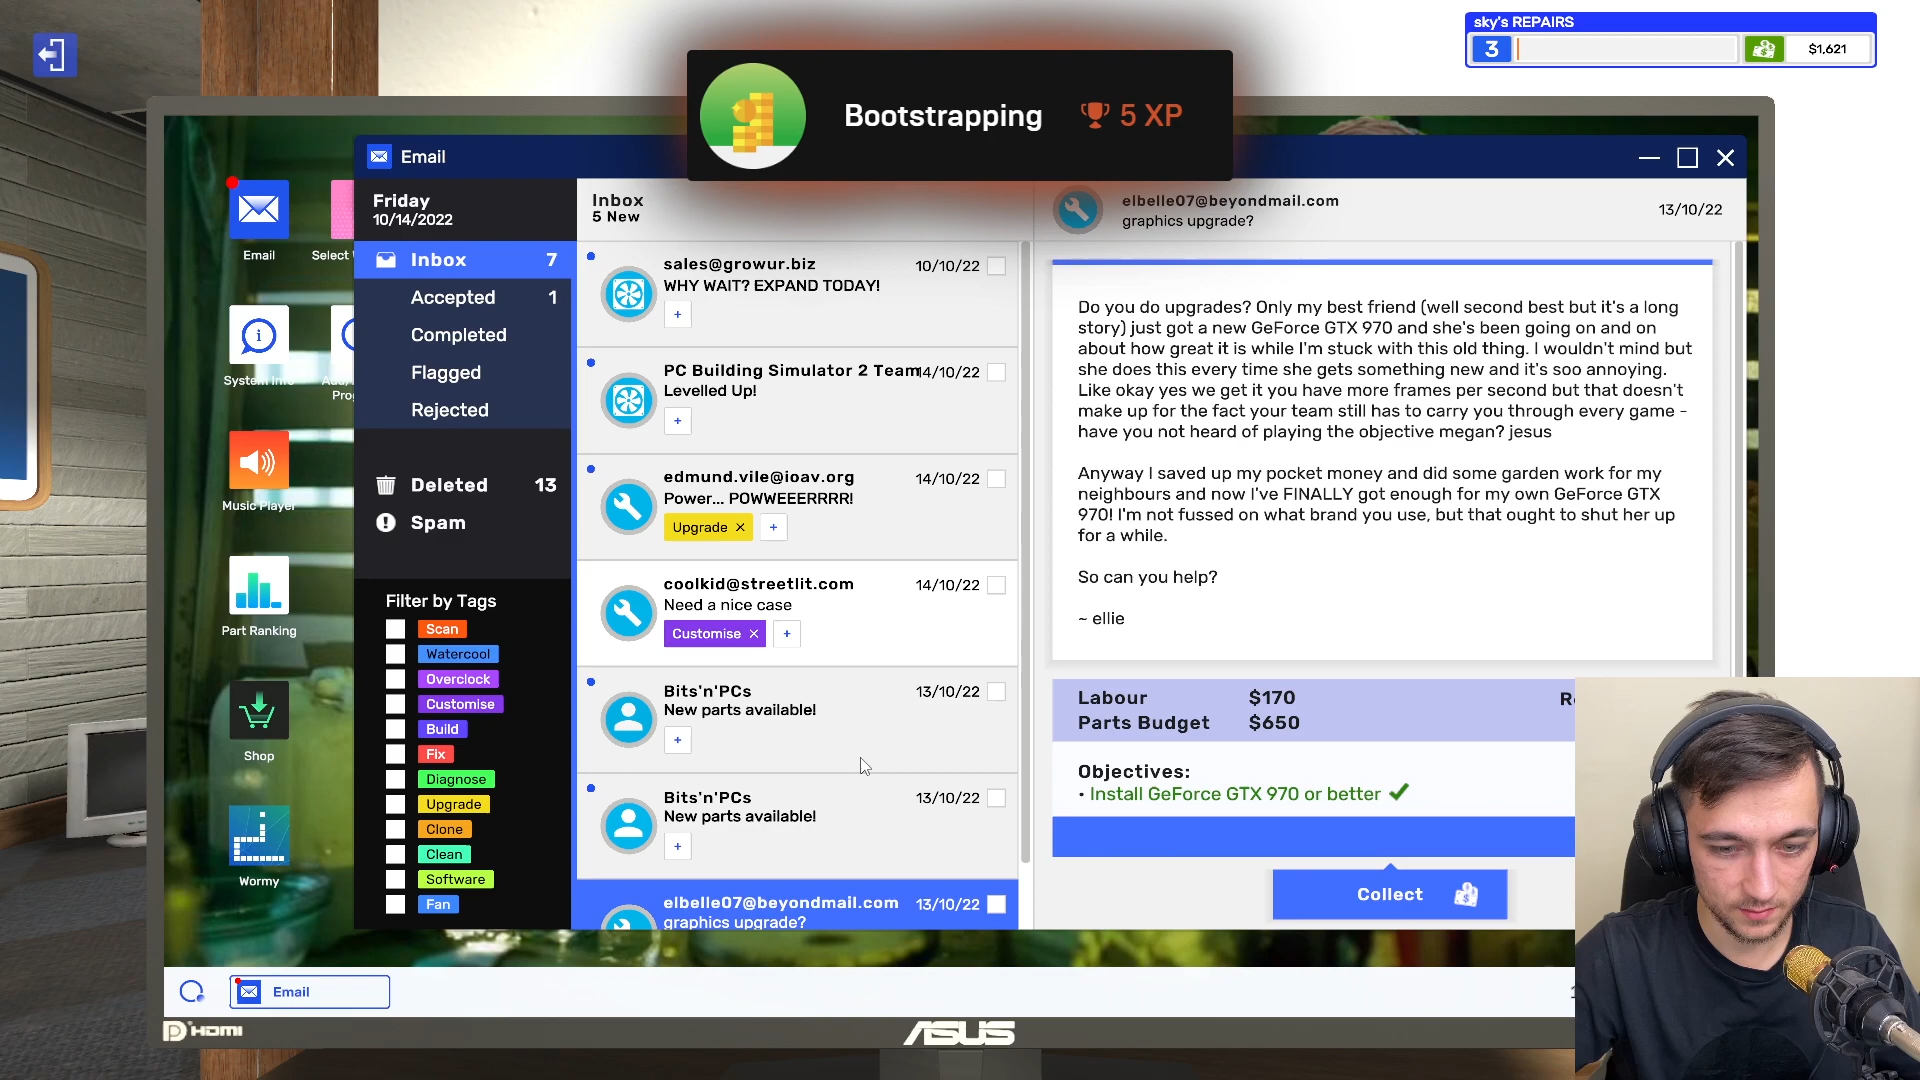 sky's REPAIRS
3
$1,621
Bootstrapping
5 XP
Email
Friday
10/14/2022
Inbox 7
Accepted 1
Completed
Flagged
Rejected
Deleted 13
Spam
Filter by Tags
Scan
Watercool
Overclock
Customise
Build
Fix
Diagnose
Upgrade
Clone
Clean
Software
Fan
Email
Select
System Info
Music Player
Part Ranking
Shop
Wormy
Inbox
5 New
sales@growur.biz 10/10/22
WHY WAIT? EXPAND TODAY!
+
PC Building Simulator 2 Team 14/10/22
Levelled Up!
+
edmund.vile@ioav.org 14/10/22
Power... POWWEEERRRR!
Upgrade × +
coolkid@streetlit.com 14/10/22
Need a nice case
Customise × +
Bits'n'PCs 13/10/22
New parts available!
+
Bits'n'PCs 13/10/22
New parts available!
+
elbelle07@beyondmail.com 13/10/22
graphics upgrade?
elbelle07@beyondmail.com
graphics upgrade?
13/10/22
Do you do upgrades? Only my best friend (well second best but it's a long
story) just got a new GeForce GTX 970 and she's been going on and on
about how great it is while I'm stuck with this old thing. I wouldn't mind but
she does this every time she gets something new and it's soo annoying.
Like okay yes we get it you have more frames per second but that doesn't
make up for the fact your team still has to carry you through every game -
have you not heard of playing the objective megan? jesus
Anyway I saved up my pocket money and did some garden work for my
neighbours and now I've FINALLY got enough for my own GeForce GTX
970! I'm not fussed on what brand you use, but that ought to shut her up
for a while.
So can you help?
~ ellie
Labour $170
Parts Budget $650
Objectives:
• Install GeForce GTX 970 or better ✓
Collect
Email
HDMI
ASUS